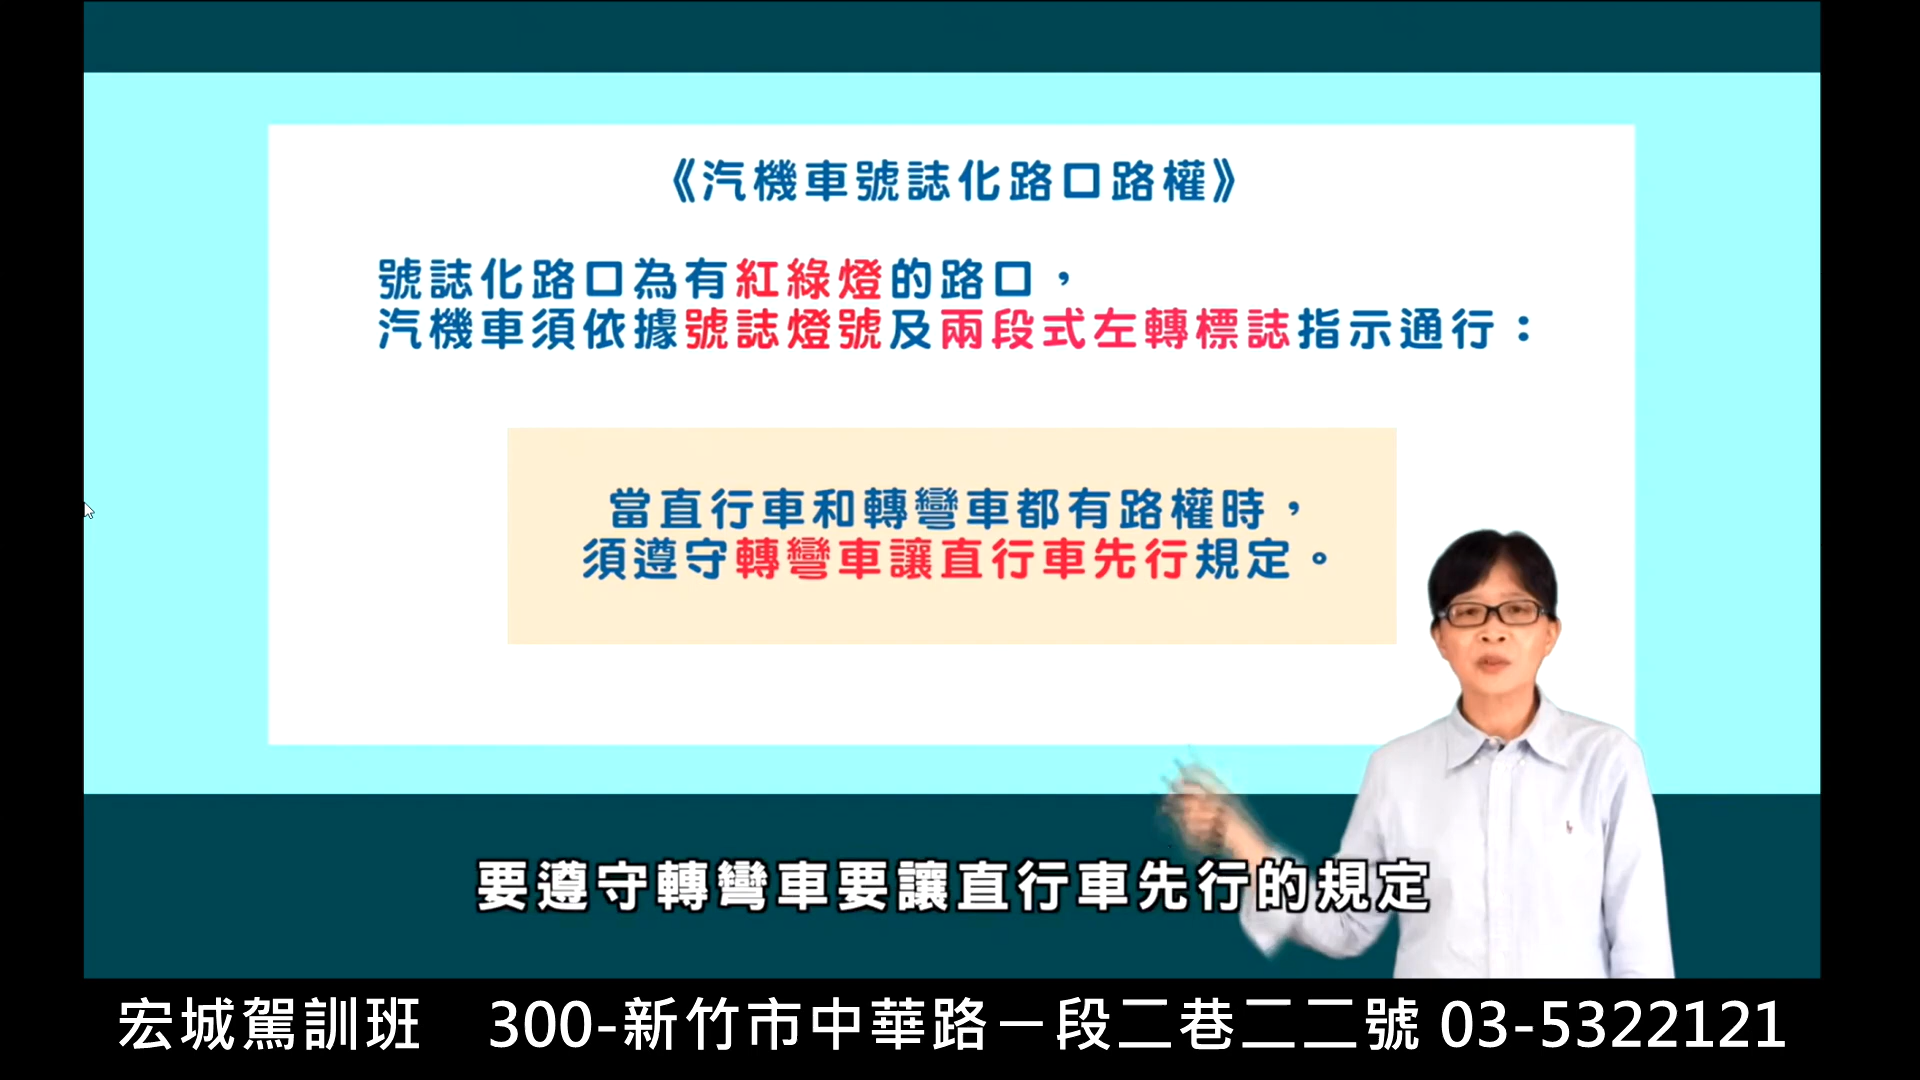 《汽機車號誌化路口路權》
號誌化路口為有紅綠燈的路口，
汽機車須依據號誌燈號及兩段式左轉標誌指示通行：
當直行車和轉彎車都有路權時，
須遵守轉彎車讓直行車先行規定。
要遵守轉彎車要讓直行車先行的規定
宏城駕訓班　300-新竹市中華路一段二巷二二號 03-5322121